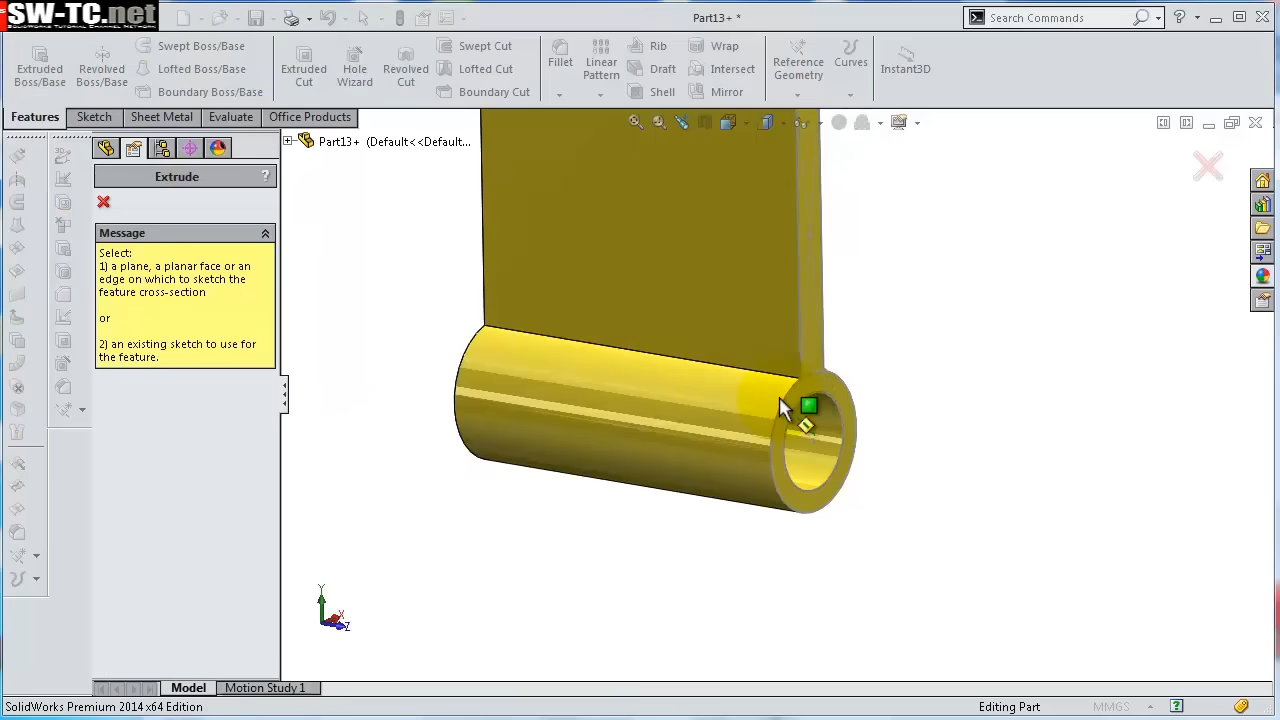 SW-TC.net
SOLIDWORKS TUTORIAL CHANNEL NETWORK
Part13+ *
Search Commands
Extruded Boss/Base
Revolved Boss/Base
Swept Boss/Base
Lofted Boss/Base
Boundary Boss/Base
Extruded Cut
Hole Wizard
Revolved Cut
Swept Cut
Lofted Cut
Boundary Cut
Fillet
Linear Pattern
Rib
Draft
Shell
Wrap
Intersect
Mirror
Reference Geometry
Curves
Instant3D
Features
Sketch
Sheet Metal
Evaluate
Office Products
Part13+ (Default<<Default...
Extrude
?
Message
Select:
1) a plane, a planar face or an
edge on which to sketch the
feature cross-section
or
2) an existing sketch to use for
the feature.
Y
X
Z
Model
Motion Study 1
SolidWorks Premium 2014 x64 Edition
Editing Part
MMGS